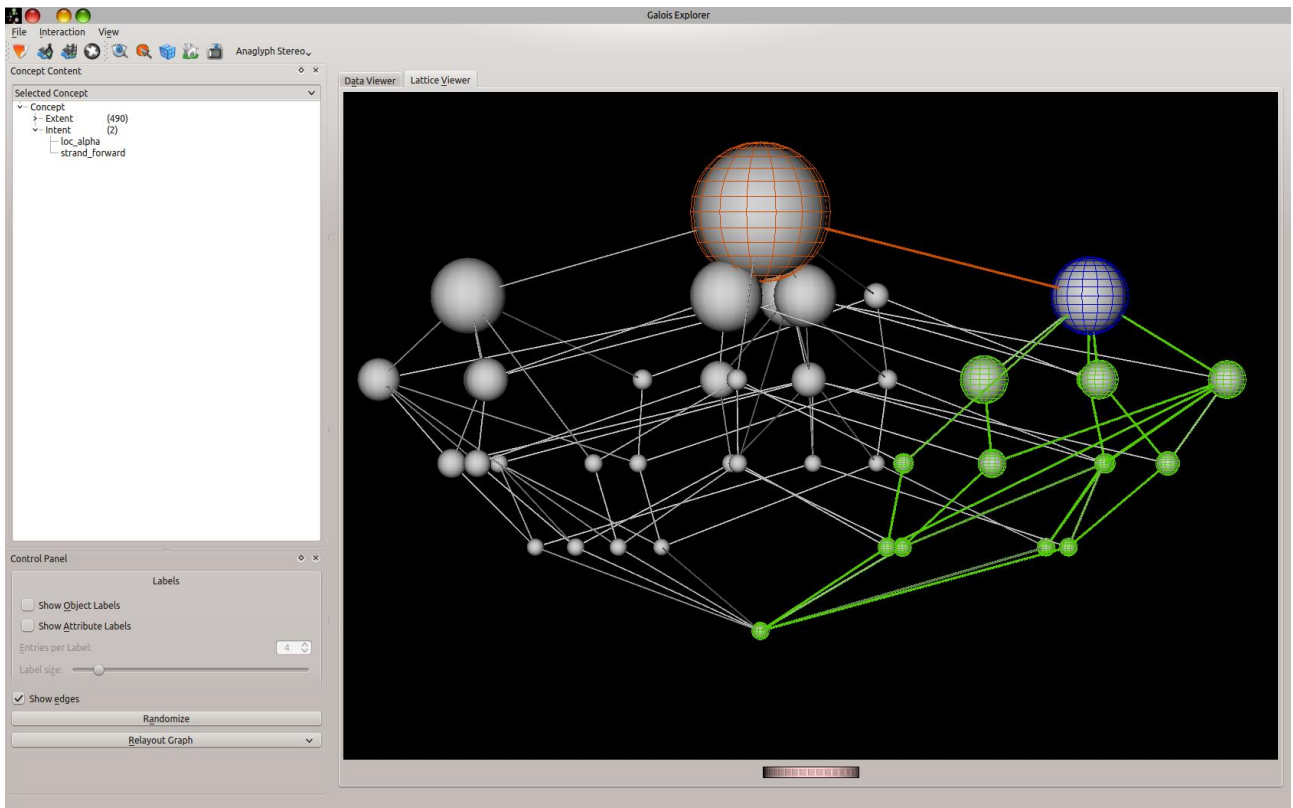 Galois Explorer
File Interaction View
Anaglyph Stereo
Concept Content
Data Viewer Lattice Viewer
Selected Concept
Concept
Extent (490)
Intent (2)
loc_alpha
strand_forward
Control Panel
Labels
Show Object Labels
Show Attribute Labels
Entries per Label: 4
Label size:
Show edges
Randomize
Relayout Graph